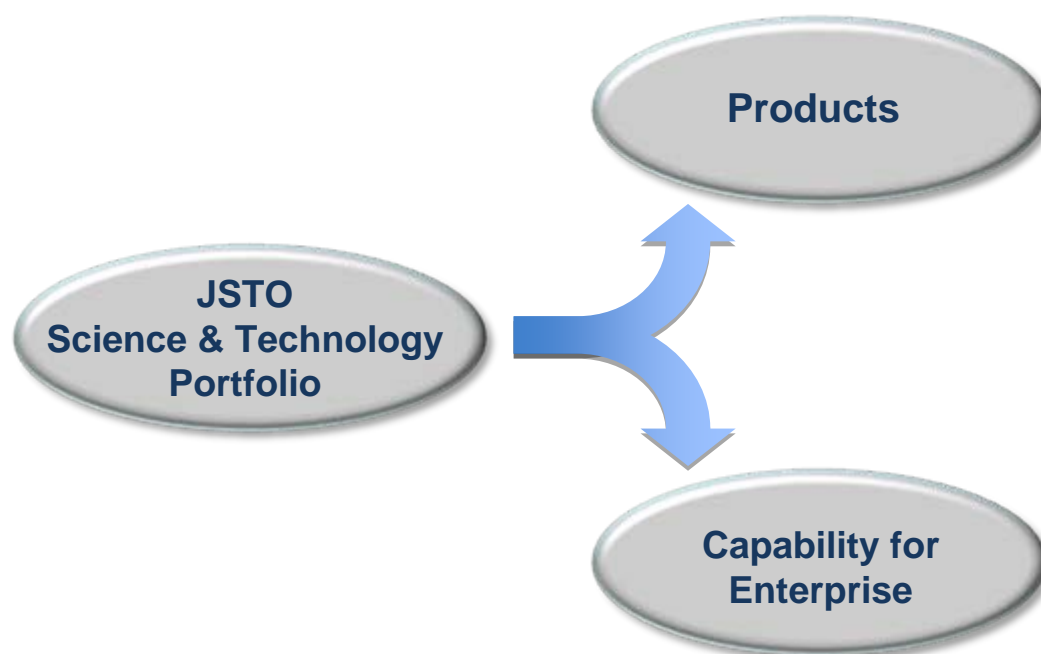 Products
JSTO
Science & Technology
Portfolio
Capability for
Enterprise